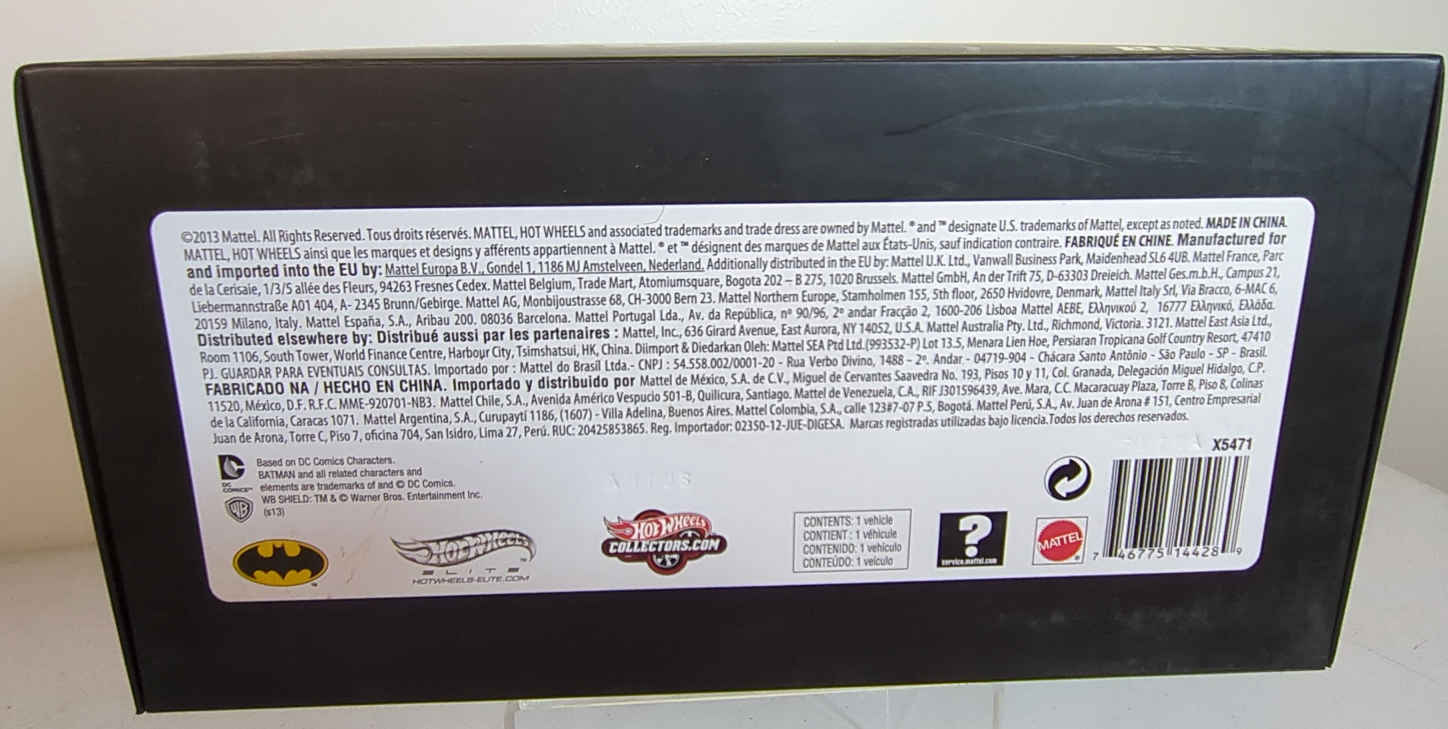 ©2013 Mattel. All Rights Reserved. Tous droits réservés. MATTEL, HOT WHEELS and associated trademarks and trade dress are owned by Mattel. ® and ™ designate U.S. trademarks of Mattel, except as noted. MADE IN CHINA.
MATTEL, HOT WHEELS ainsi que les marques et designs y afférents appartiennent à Mattel. ® et ™ désignent des marques de Mattel aux États-Unis, sauf indication contraire. FABRIQUÉ EN CHINE. Manufactured for
and imported into the EU by: Mattel Europa B.V., Gondel 1, 1186 MJ Amstelveen, Nederland. Additionally distributed in the EU by: Mattel U.K. Ltd., Vanwall Business Park, Maidenhead SL6 4UB. Mattel France, Parc
de la Cerisaie, 1/3/5 allée des Fleurs, 94263 Fresnes Cedex. Mattel Belgium, Trade Mart, Atomiumsquare, Bogota 202 – B 275, 1020 Brussels. Mattel GmbH, An der Trift 75, D-63303 Dreieich. Mattel Ges.m.b.H., Campus 21,
Liebermannstraße A01 404, A- 2345 Brunn/Gebirge. Mattel AG, Monbijoustrasse 68, CH-3000 Bern 23. Mattel Northern Europe, Stamholmen 155, 5th floor, 2650 Hvidovre, Denmark, Mattel Italy Srl, Via Bracco, 6-MAC 6,
20159 Milano, Italy. Mattel España, S.A., Aribau 200. 08036 Barcelona. Mattel Portugal Lda., Av. da República, nº 90/96, 2º andar Fracção 2, 1600-206 Lisboa Mattel AEBE, Ελληνικού 2, 16777 Ελληνικό, Ελλάδα.
Distributed elsewhere by: Distribué aussi par les partenaires : Mattel, Inc., 636 Girard Avenue, East Aurora, NY 14052, U.S.A. Mattel Australia Pty. Ltd., Richmond, Victoria. 3121. Mattel East Asia Ltd.,
Room 1106, South Tower, World Finance Centre, Harbour City, Tsimshatsui, HK, China. Diimport & Diedarkan Oleh: Mattel SEA Ptd Ltd.(993532-P) Lot 13.5, Menara Lien Hoe, Persiaran Tropicana Golf Country Resort, 47410
PJ. GUARDAR PARA EVENTUAIS CONSULTAS. Importado por : Mattel do Brasil Ltda.- CNPJ : 54.558.002/0001-20 - Rua Verbo Divino, 1488 – 2º. Andar - 04719-904 - Chácara Santo Antônio - São Paulo - SP - Brasil.
FABRICADO NA / HECHO EN CHINA. Importado y distribuido por Mattel de México, S.A. de C.V., Miguel de Cervantes Saavedra No. 193, Pisos 10 y 11, Col. Granada, Delegación Miguel Hidalgo, C.P.
11520, México, D.F. R.F.C. MME-920701-NB3. Mattel Chile, S.A., Avenida Américo Vespucio 501-B, Quilicura, Santiago. Mattel de Venezuela, C.A., RIF J301596439, Ave. Mara, C.C. Macaracuay Plaza, Torre B, Piso 8, Colinas
de la California, Caracas 1071. Mattel Argentina, S.A., Curupaytí 1186, (1607) - Villa Adelina, Buenos Aires. Mattel Colombia, S.A., calle 123#7-07 P.5, Bogotá. Mattel Perú, S.A., Av. Juan de Arona # 151, Centro Empresarial
Juan de Arona, Torre C, Piso 7, oficina 704, San Isidro, Lima 27, Perú. RUC: 20425853865. Reg. Importador: 02350-12-JUE-DIGESA. Marcas registradas utilizadas bajo licencia.Todos los derechos reservados.
X5471
DC COMICS™
Based on DC Comics Characters.
BATMAN and all related characters and
elements are trademarks of and © DC Comics.
WB SHIELD: TM & © Warner Bros. Entertainment Inc.
(s13)
WB
HOT WHEELS™
ELITE
HOTWHEELS-ELITE.COM
HOT WHEELS
COLLECTORS.COM
CONTENTS: 1 vehicle
CONTIENT : 1 véhicule
CONTENIDO: 1 vehículo
CONTEÚDO: 1 veículo
?
service.mattel.com
MATTEL®
7 46775 14428 9